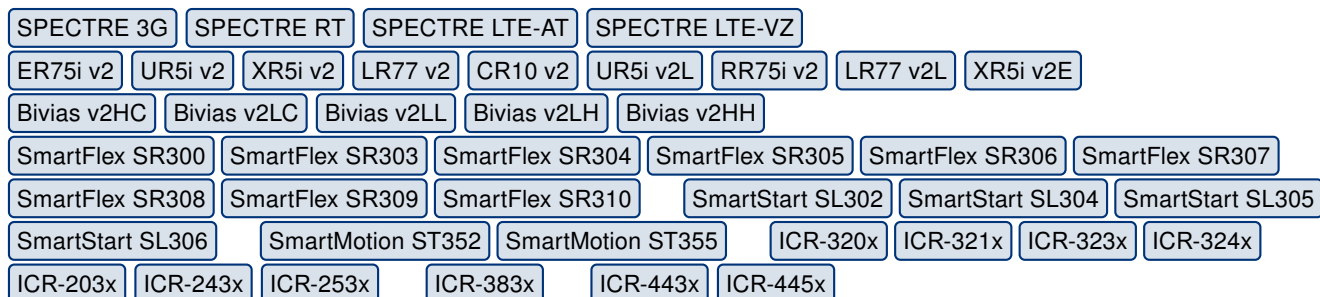 SPECTRE 3G SPECTRE RT SPECTRE LTE-AT SPECTRE LTE-VZ
ER75i v2 UR5i v2 XR5i v2 LR77 v2 CR10 v2 UR5i v2L RR75i v2 LR77 v2L XR5i v2E
Bivias v2HC Bivias v2LC Bivias v2LL Bivias v2LH Bivias v2HH
SmartFlex SR300 SmartFlex SR303 SmartFlex SR304 SmartFlex SR305 SmartFlex SR306 SmartFlex SR307
SmartFlex SR308 SmartFlex SR309 SmartFlex SR310 SmartStart SL302 SmartStart SL304 SmartStart SL305
SmartStart SL306 SmartMotion ST352 SmartMotion ST355 ICR-320x ICR-321x ICR-323x ICR-324x
ICR-203x ICR-243x ICR-253x ICR-383x ICR-443x ICR-445x